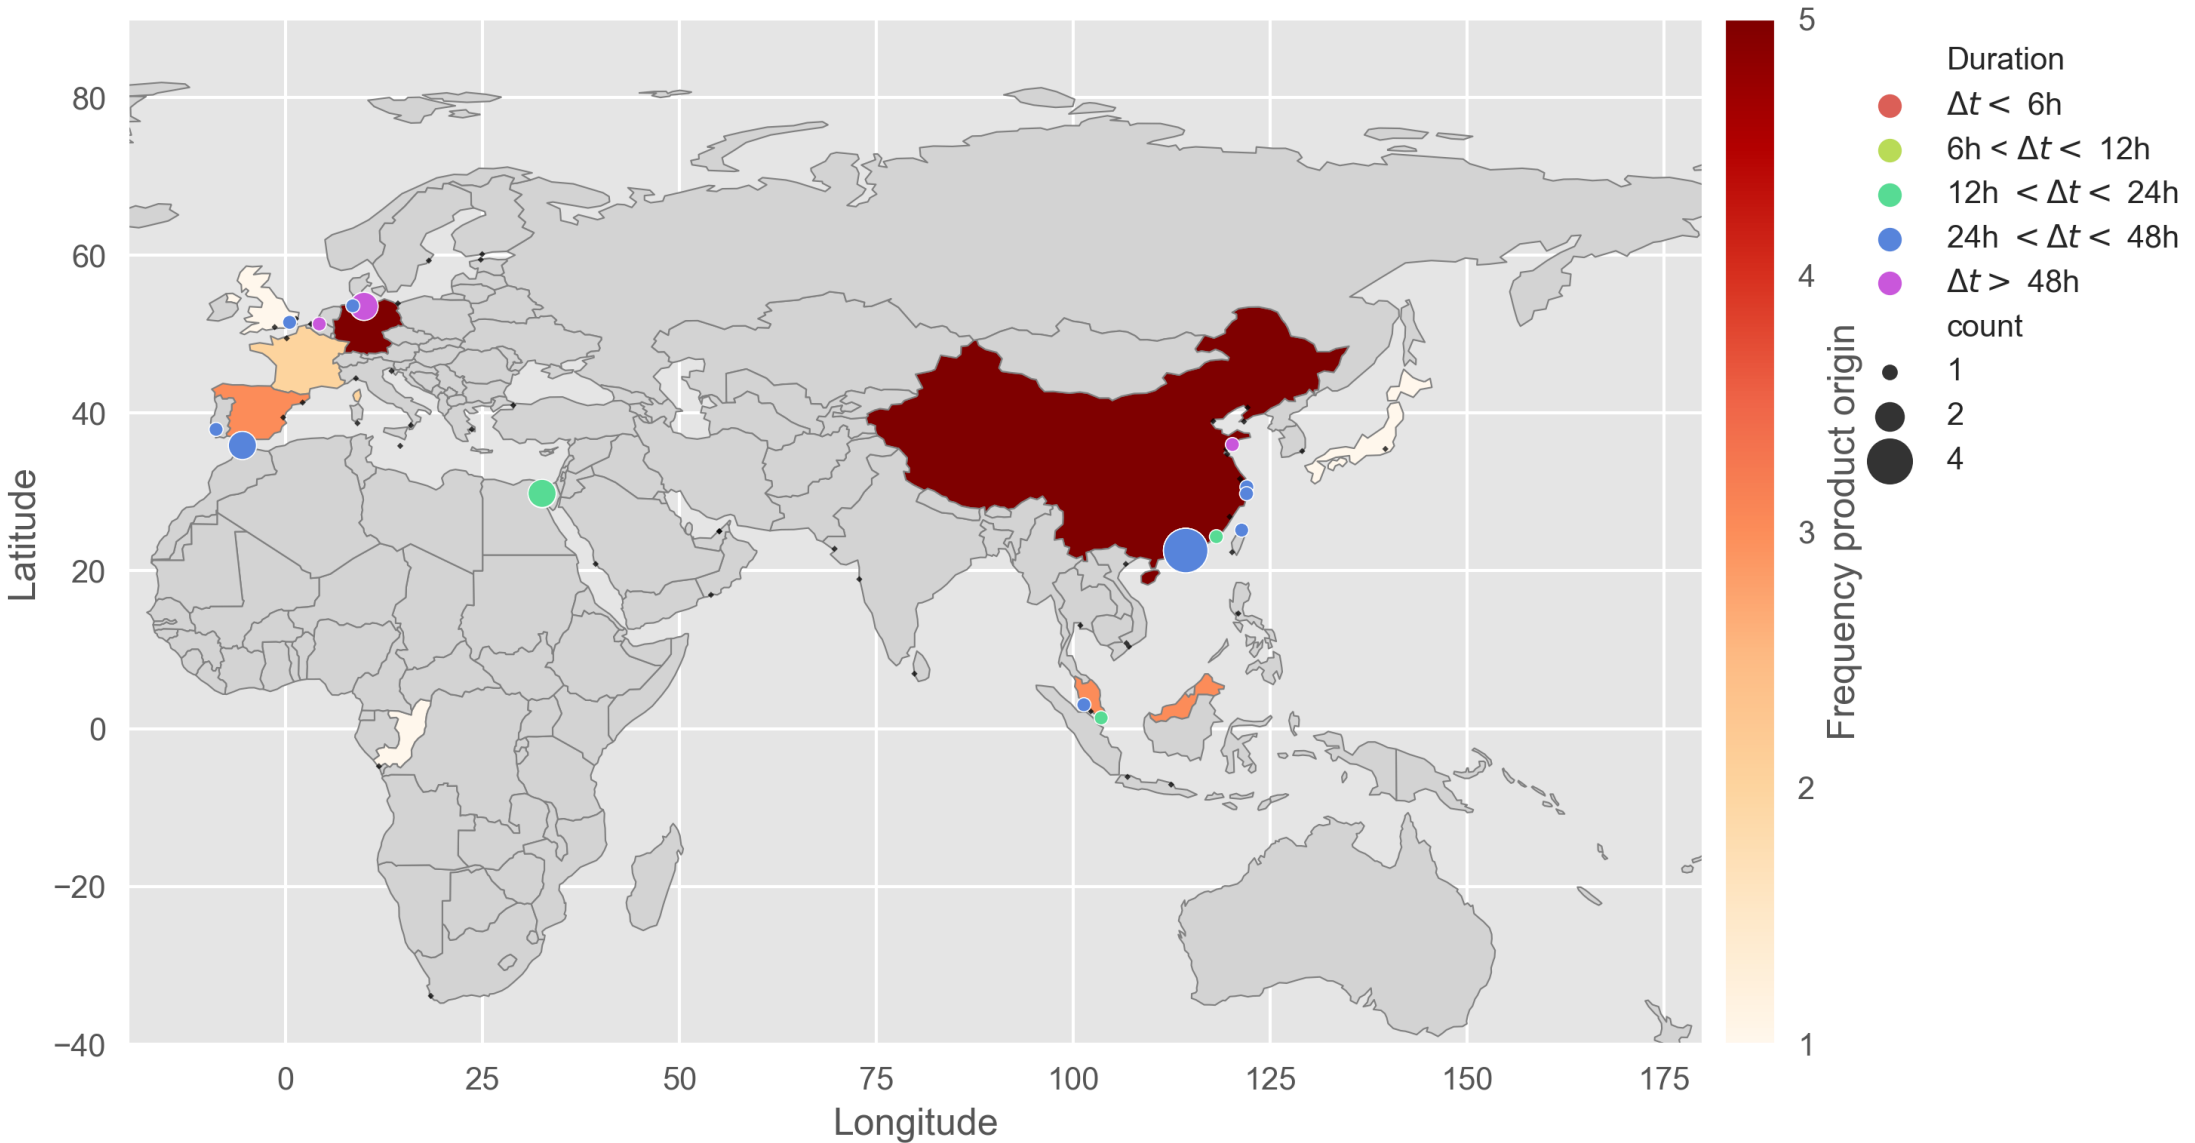 80
60
40
20
0
−20
−40
Latitude
0
25
50
75
100
125
150
175
Longitude
5
4
3
2
1
Frequency product origin
Duration
Δt < 6h
6h < Δt < 12h
12h < Δt < 24h
24h < Δt < 48h
Δt > 48h
count
1
2
4